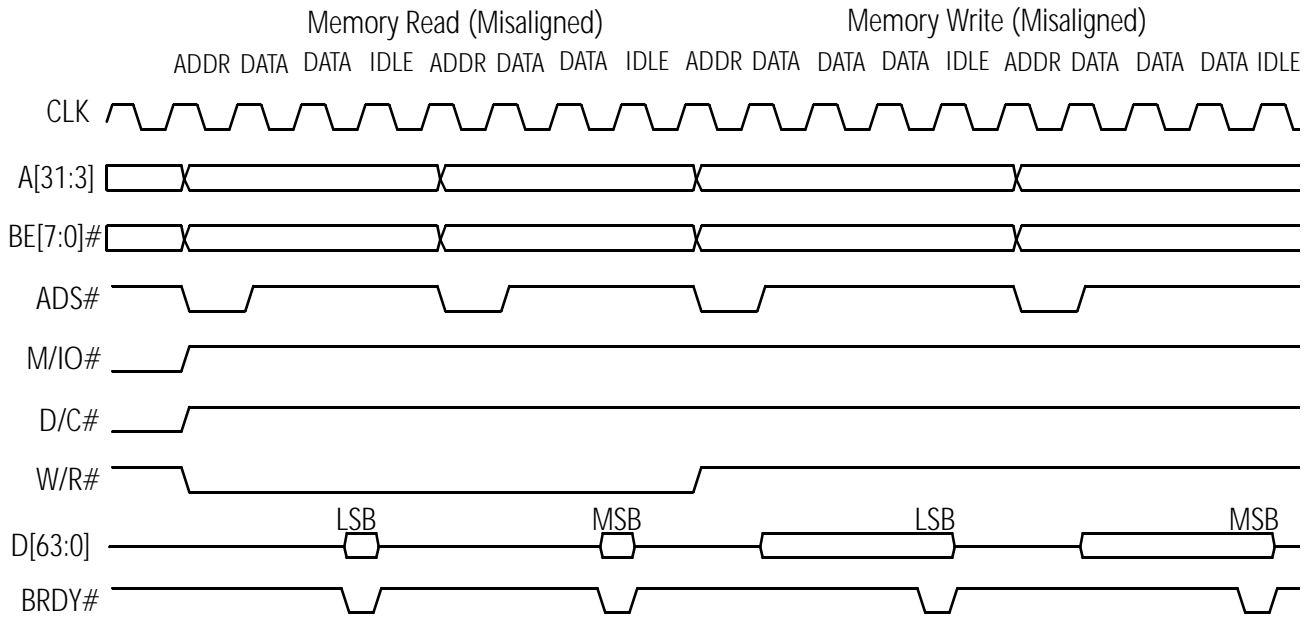 Memory Read (Misaligned) Memory Write (Misaligned)
ADDR DATA DATA IDLE ADDR DATA DATA IDLE ADDR DATA DATA DATA IDLE ADDR DATA DATA DATA IDLE
CLK
A[31:3]
BE[7:0]#
ADS#
M/IO#
D/C#
W/R#
LSB MSB LSB MSB
D[63:0]
BRDY#